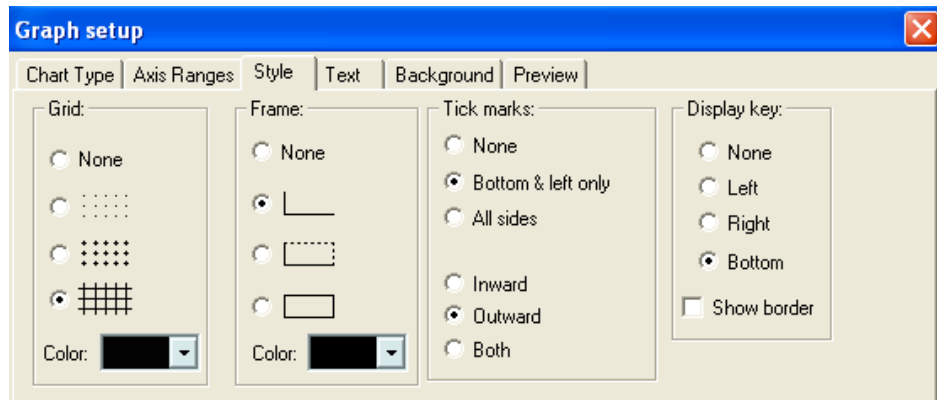 Graph setup
Chart Type Axis Ranges Style Text Background Preview
Grid:
None
Color:
Frame:
None
Color:
Tick marks:
None
Bottom & left only
All sides
Inward
Outward
Both
Display key:
None
Left
Right
Bottom
Show border